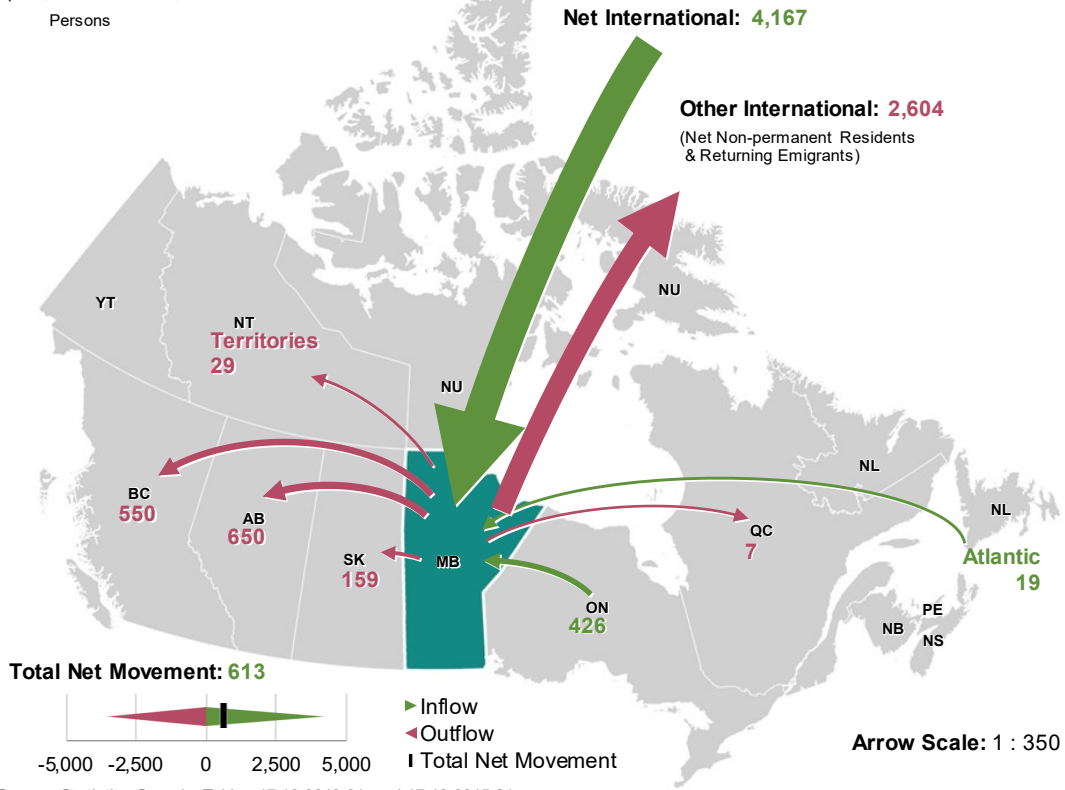 Persons
Net International: 4,167
Other International: 2,604
(Net Non-permanent Residents
& Returning Emigrants)
YT
NT
Territories
29
NU
NU
BC
550
AB
650
SK
159
MB
ON
426
QC
7
NL
NL
Atlantic
19
PE
NB
NS
Total Net Movement: 613
-5,000 -2,500 0 2,500 5,000
Inflow
Outflow
Total Net Movement
Arrow Scale: 1 : 350